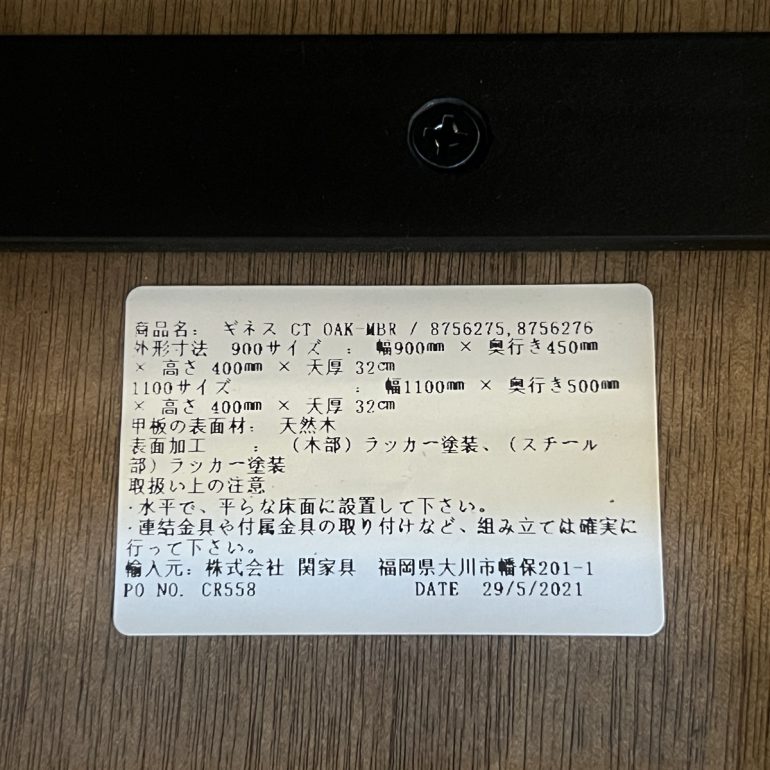 商品名: ギネス CT OAK-MBR / 8756275,8756276
外形寸法 900サイズ : 幅900㎜ × 奥行き450㎜
× 高さ 400㎜ × 天厚 32㎝
1100サイズ : 幅1100㎜ × 奥行き500㎜
× 高さ 400㎜ × 天厚 32㎝
甲板の表面材: 天然木
表面加工 : (木部)ラッカー塗装、(スチール
部)ラッカー塗装
取扱い上の注意
・水平で、平らな床面に設置して下さい。
・連結金具や付属金具の取り付けなど、組み立ては確実に
行って下さい。
輸入元: 株式会社 関家具 福岡県大川市幡保201-1
PO NO. CR558 DATE 29/5/2021